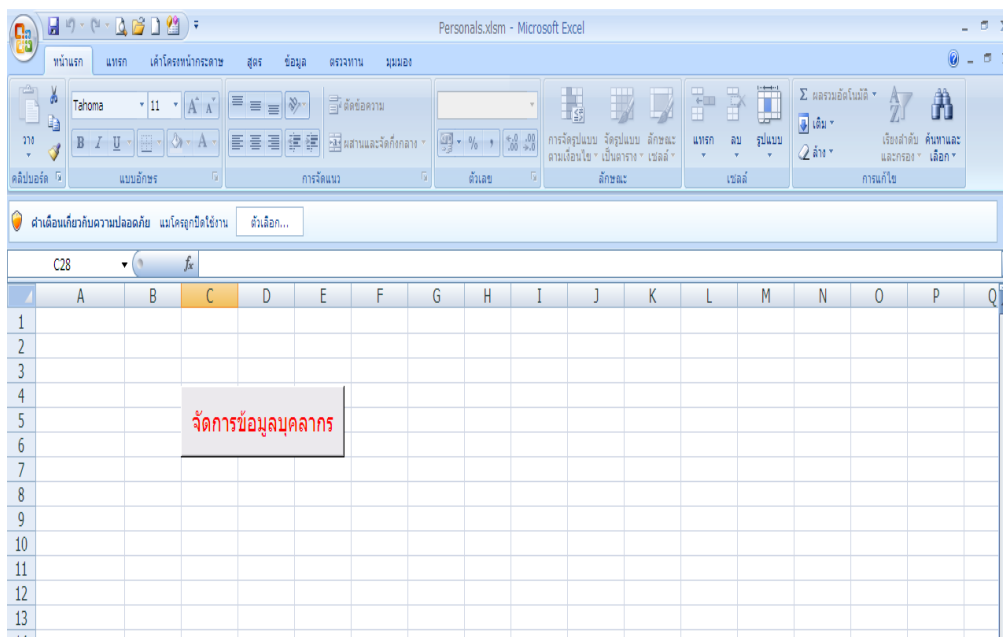 Personals.xlsm - Microsoft Excel
หน้าแรก แทรก เค้าโครงหน้ากระดาษ สูตร ข้อมูล ตรวจทาน มุมมอง
วาง
Tahoma 11 A A
ตัดข้อความ
B I U A
ผสานและจัดกึ่งกลาง
% , .0 .00 .00 .0
การจัดรูปแบบ ตามเงื่อนไข
จัดรูปแบบ เป็นตาราง
ลักษณะ เซลล์
แทรก ลบ รูปแบบ
Σ ผลรวมอัตโนมัติ
เติม
ล้าง
เรียงลำดับ และกรอง
ค้นหาและ เลือก
คลิปบอร์ด แบบอักษร การจัดแนว ตัวเลข ลักษณะ เซลล์ การแก้ไข
คำเตือนเกี่ยวกับความปลอดภัย แมโครถูกปิดใช้งาน ตัวเลือก...
C28 fx
A B C D E F G H I J K L M N O P Q
1
2
3
4
5
จัดการข้อมูลบุคลากร
6
7
8
9
10
11
12
13